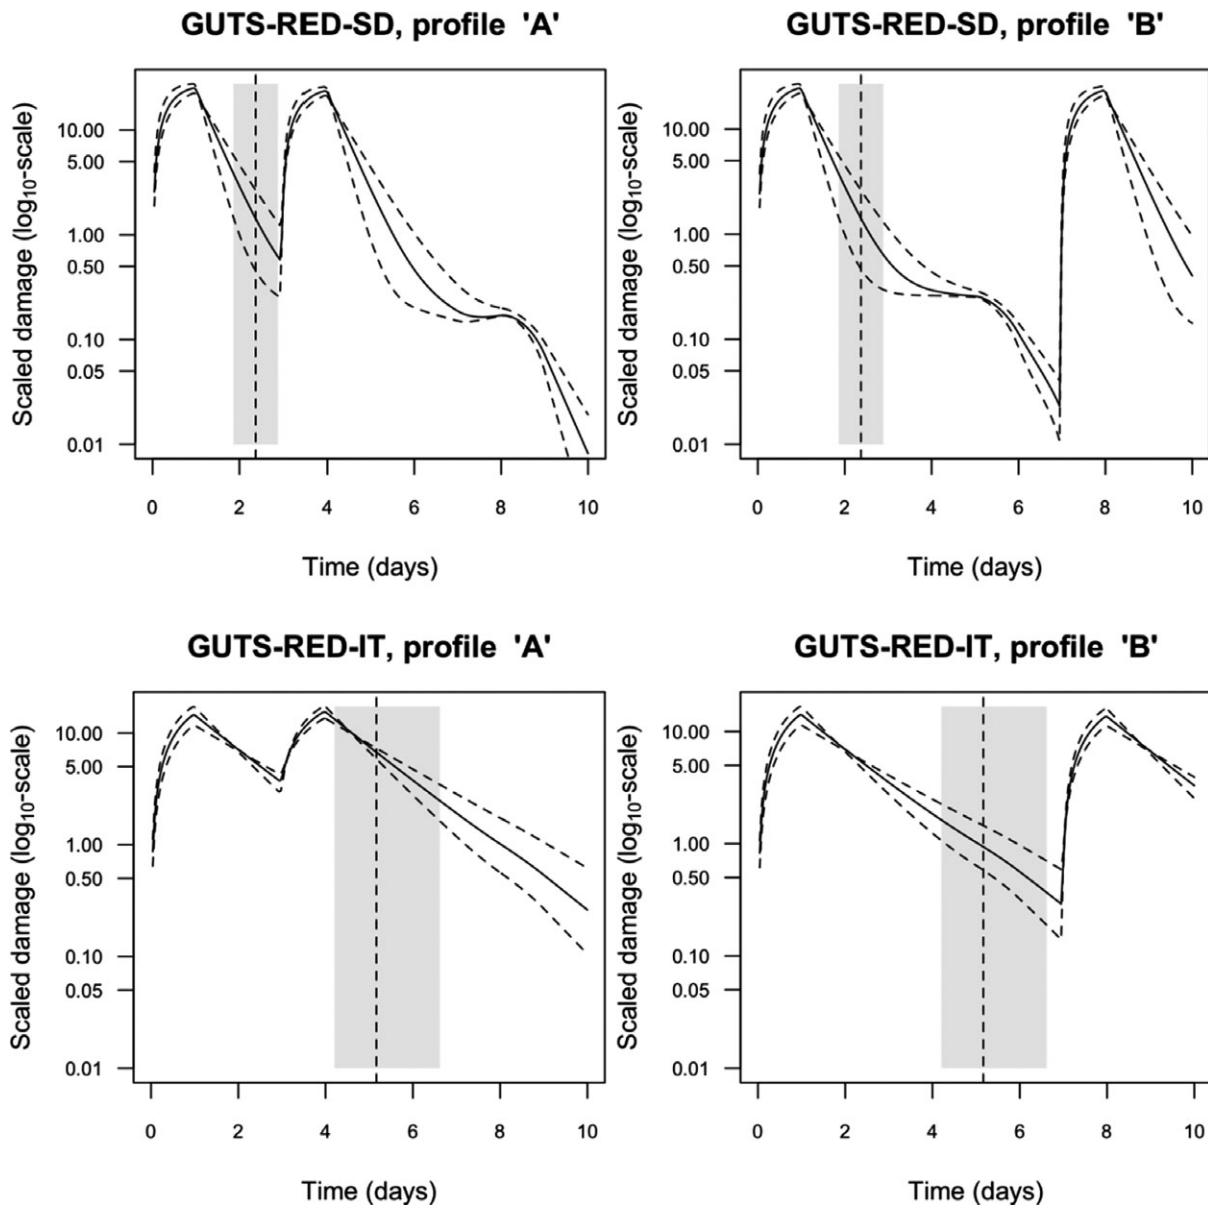 GUTS-RED-SD, profile 'A'
Scaled damage (log10-scale)
10.00
5.00
1.00
0.50
0.10
0.05
0.01
0 2 4 6 8 10
Time (days)
GUTS-RED-SD, profile 'B'
Scaled damage (log10-scale)
10.00
5.00
1.00
0.50
0.10
0.05
0.01
0 2 4 6 8 10
Time (days)
GUTS-RED-IT, profile 'A'
Scaled damage (log10-scale)
10.00
5.00
1.00
0.50
0.10
0.05
0.01
0 2 4 6 8 10
Time (days)
GUTS-RED-IT, profile 'B'
Scaled damage (log10-scale)
10.00
5.00
1.00
0.50
0.10
0.05
0.01
0 2 4 6 8 10
Time (days)